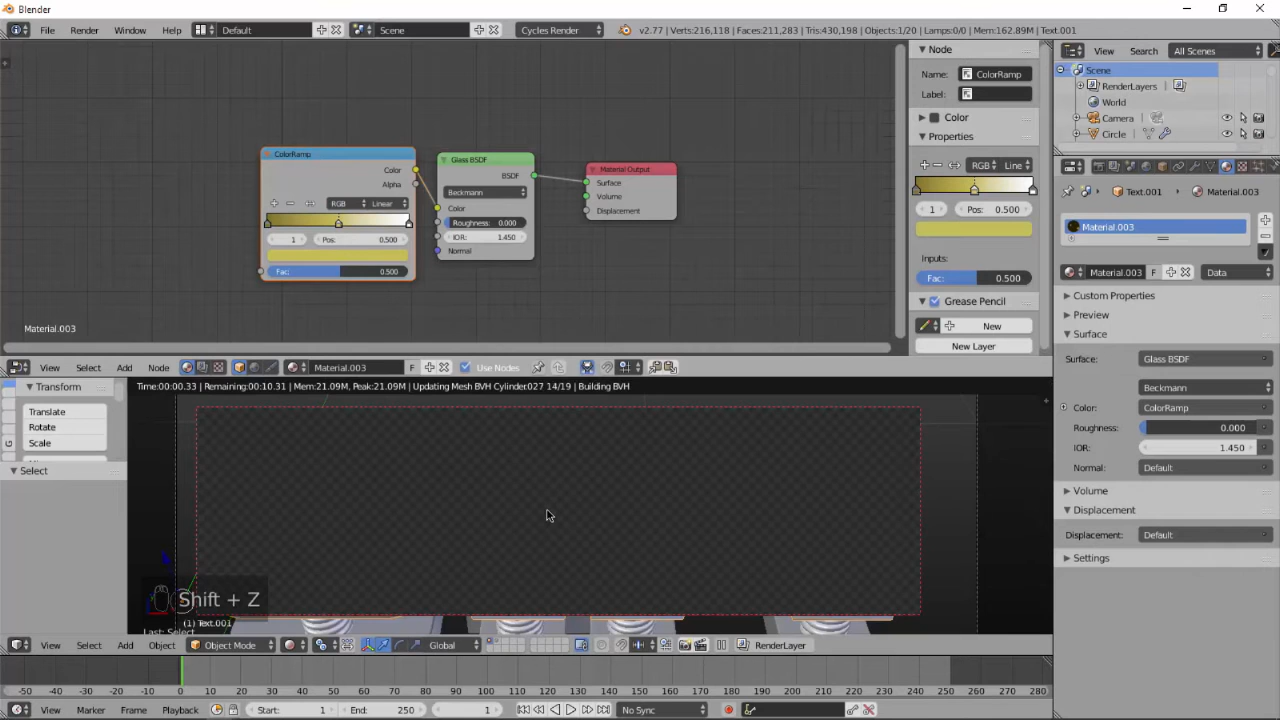 Blender
File Render Window Help Default Scene Cycles Render v2.77 | Verts:216,118 | Faces:211,283 | Tris:430,198 | Objects:1/20 | Lamps:0/0 | Mem:162.89M | Text.001
Node
Name: ColorRamp
Label:
Color
Properties
RGB Line
1 Pos: 0.500
Inputs:
Fac: 0.500
Grease Pencil
New
New Layer
ColorRamp
Color
Alpha
RGB Linear
1 Pos: 0.500
Fac: 0.500
Glass BSDF
BSDF
Beckmann
Color
Roughness: 0.000
IOR: 1.450
Normal
Material Output
Surface
Volume
Displacement
Material.003
View Select Add Node Material.003 F Use Nodes
View Search All Scenes
Scene
RenderLayers
World
Camera
Circle
Text.001 Material.003
Material.003
Material.003 F Data
Custom Properties
Preview
Surface
Surface: Glass BSDF
Beckmann
Color: ColorRamp
Roughness: 0.000
IOR: 1.450
Normal: Default
Volume
Displacement
Displacement: Default
Settings
Transform
Translate
Rotate
Scale
Select
Time:00:00.33 | Remaining:00:10.31 | Mem:21.09M, Peak:21.09M | Updating Mesh BVH Cylinder.027 14/19 | Building BVH
Shift + Z
(1) Text.001
Last: Select
View Select Add Object Object Mode Global RenderLayer
-50 -40 -30 -20 -10 0 10 20 30 40 50 60 70 80 90 100 110 120 130 140 150 160 170 180 190 200 210 220 230 240 250 260 270 280
View Marker Frame Playback Start: 1 End: 250 1 No Sync